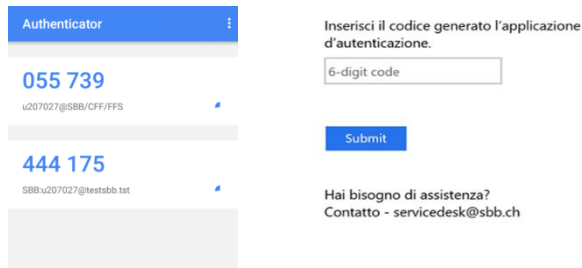 Authenticator
055 739
u207027@SBB/CFF/FFS
444 175
SBB:u207027@testsbb.tst
Inserisci il codice generato l'applicazione
d'autenticazione.
6-digit code
Submit
Hai bisogno di assistenza?
Contatto - servicedesk@sbb.ch